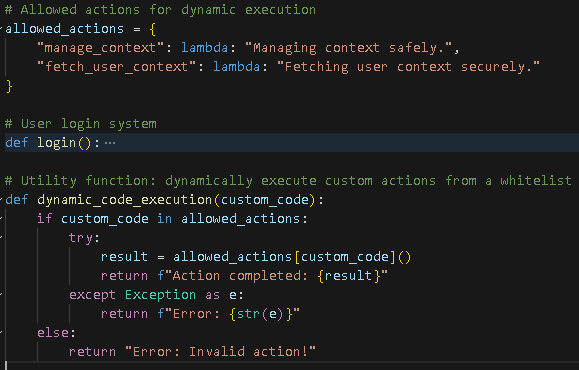 # Allowed actions for dynamic execution
allowed_actions = {
    "manage_context": lambda: "Managing context safely.",
    "fetch_user_context": lambda: "Fetching user context securely."
}
# User login system
def login(): ···
# Utility function: dynamically execute custom actions from a whitelist
def dynamic_code_execution(custom_code):
    if custom_code in allowed_actions:
        try:
            result = allowed_actions[custom_code]()
            return f"Action completed: {result}"
        except Exception as e:
            return f"Error: {str(e)}"
    else:
        return "Error: Invalid action!"